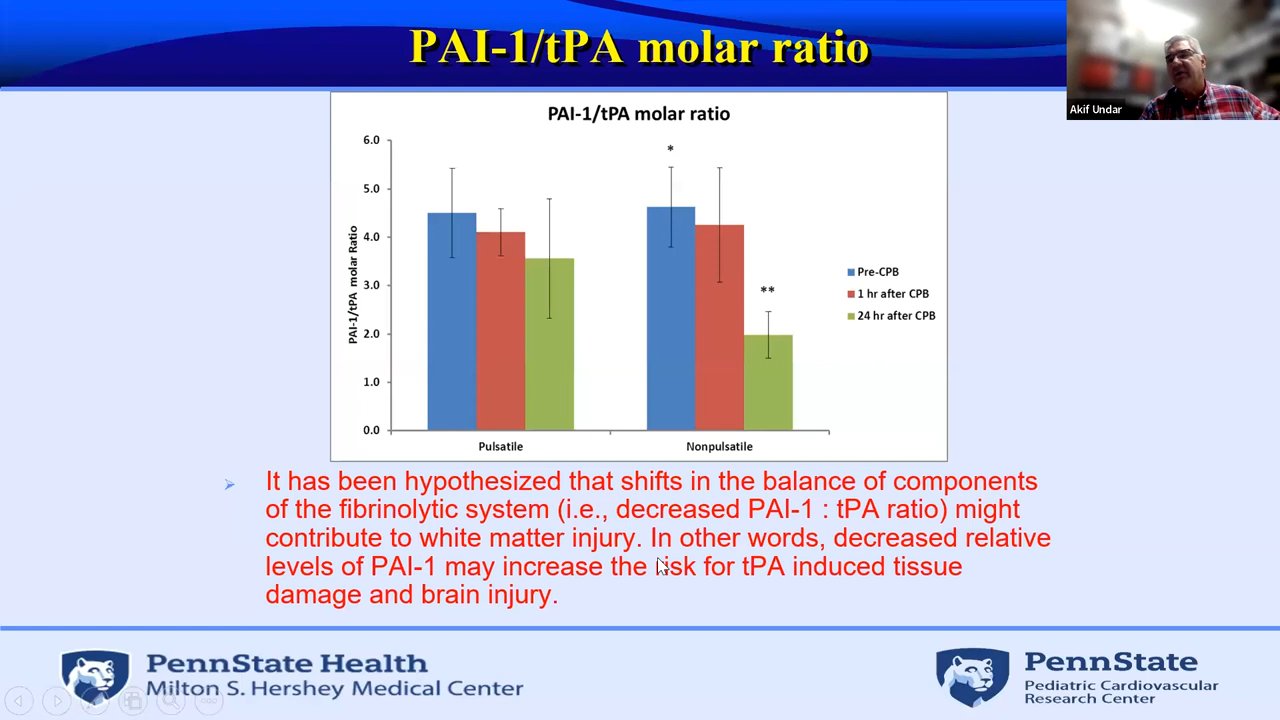 PAI-1/tPA molar ratio
Akif Undar
PAI-1/tPA molar ratio
PAI-1/tPA molar Ratio
6.0
5.0
4.0
3.0
2.0
1.0
0.0
*
**
Pulsatile
Nonpulsatile
Pre-CPB
1 hr after CPB
24 hr after CPB
It has been hypothesized that shifts in the balance of components
of the fibrinolytic system (i.e., decreased PAI-1 : tPA ratio) might
contribute to white matter injury. In other words, decreased relative
levels of PAI-1 may increase the risk for tPA induced tissue
damage and brain injury.
PennState Health
Milton S. Hershey Medical Center
PennState
Pediatric Cardiovascular
Research Center